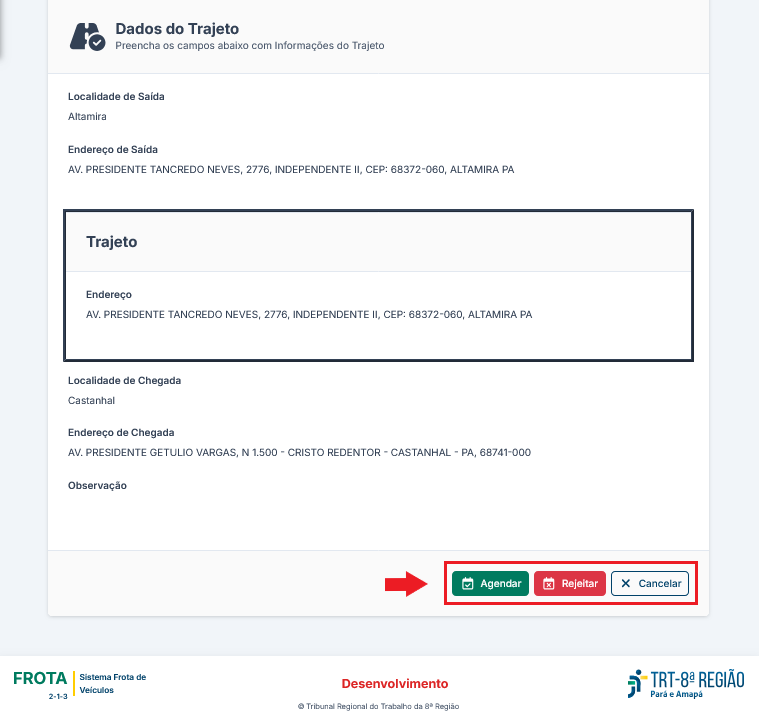 Dados do Trajeto
Preencha os campos abaixo com Informações do Trajeto
Localidade de Saída
Altamira
Endereço de Saída
AV. PRESIDENTE TANCREDO NEVES, 2776, INDEPENDENTE II, CEP: 68372-060, ALTAMIRA PA
Trajeto
Endereço
AV. PRESIDENTE TANCREDO NEVES, 2776, INDEPENDENTE II, CEP: 68372-060, ALTAMIRA PA
Localidade de Chegada
Castanhal
Endereço de Chegada
AV. PRESIDENTE GETULIO VARGAS, N 1.500 - CRISTO REDENTOR - CASTANHAL - PA, 68741-000
Observação
Agendar Rejeitar Cancelar
FROTA
2-1-3
Sistema Frota de
Veículos
Desenvolvimento
© Tribunal Regional do Trabalho da 8ª Região
TRT-8ª REGIÃO
Pará e Amapá